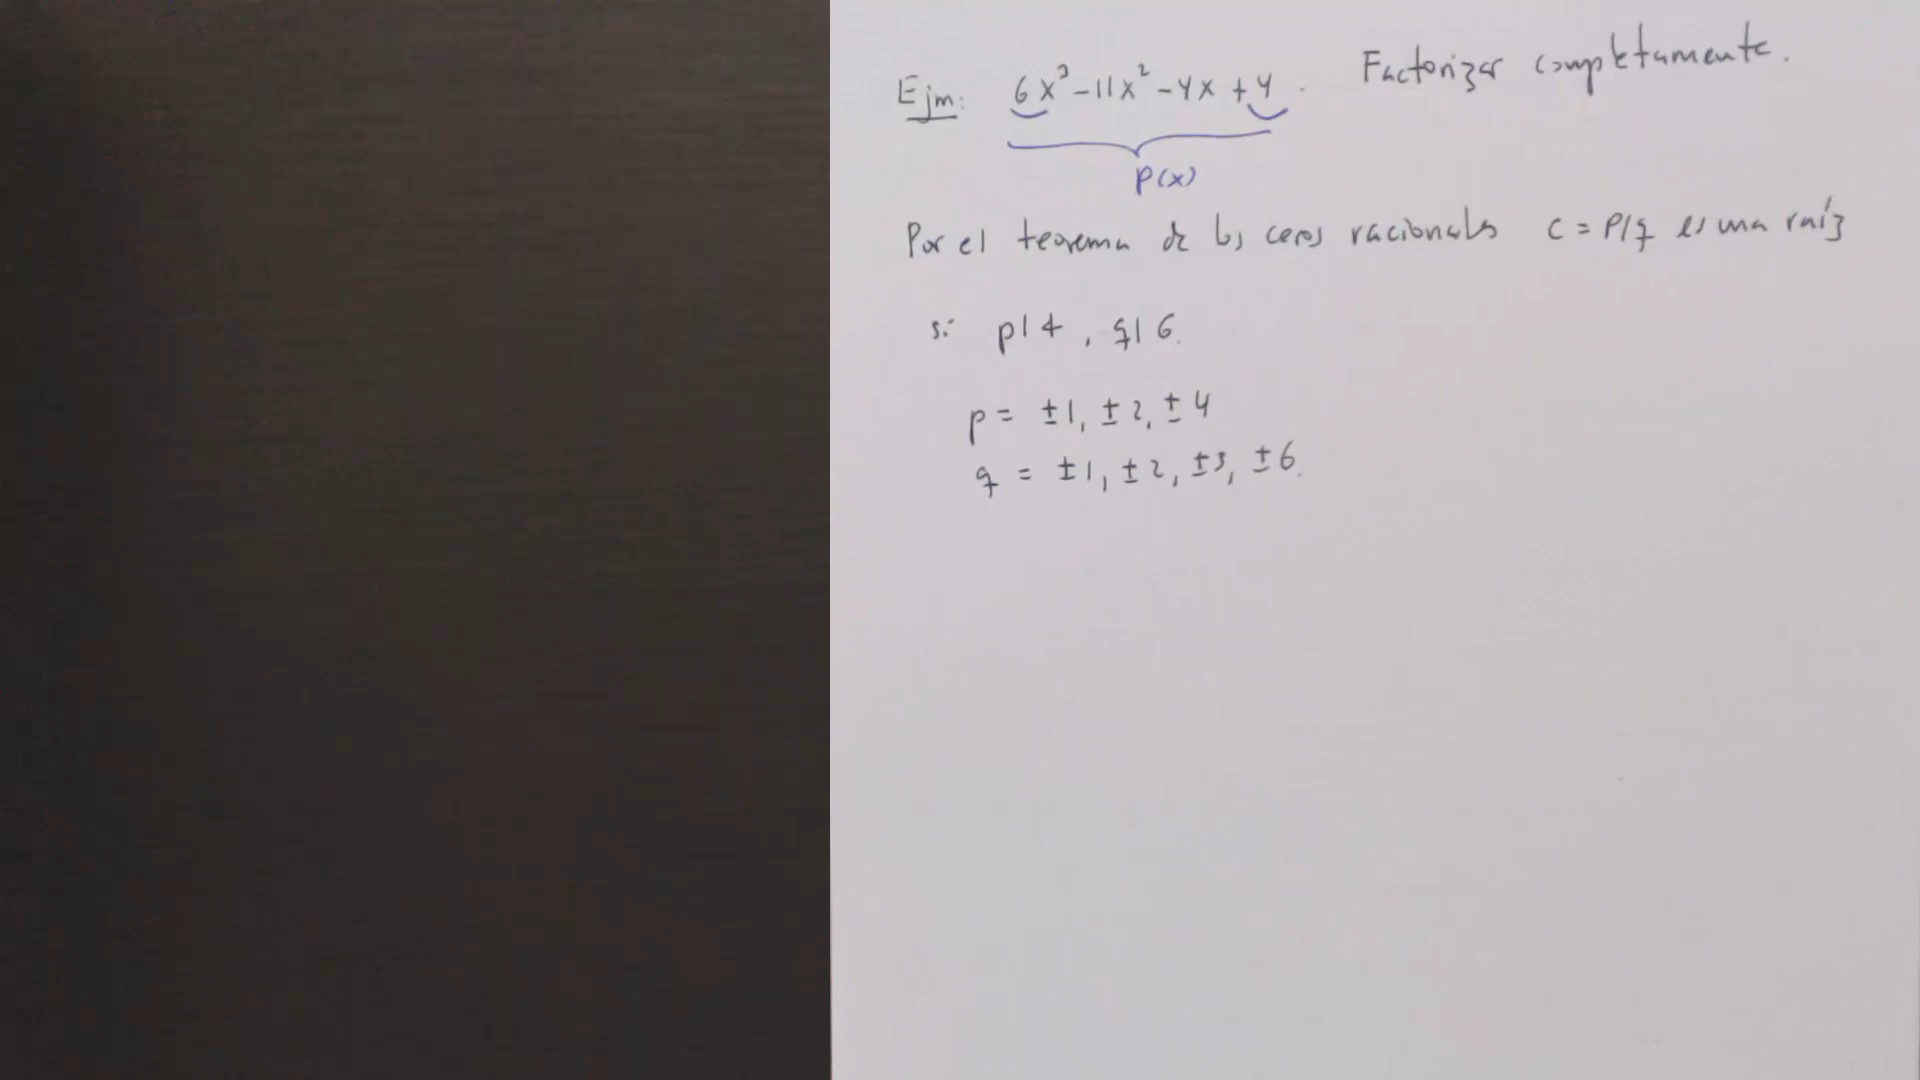 Ejm: 6x³ - 11x² - 4x + 4. Factorizar completamente.
P(x)
Por el teorema de los ceros racionales c = P/q es una raíz
si p|4, q|6.
p = ±1, ±2, ±4
q = ±1, ±2, ±3, ±6.